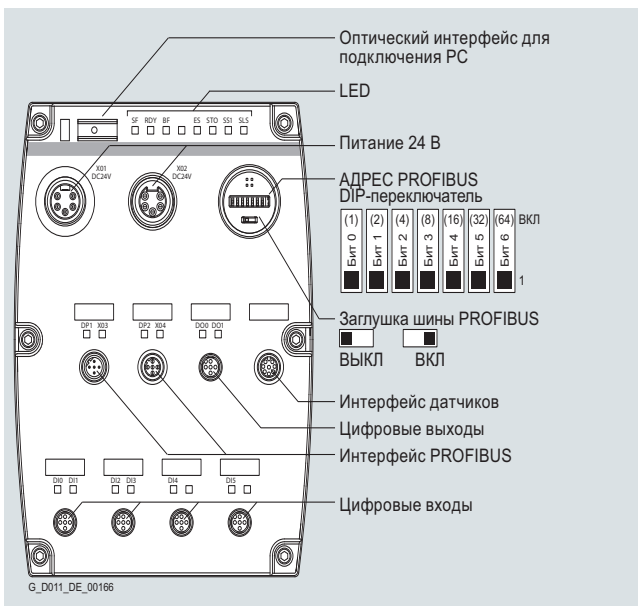 Оптический интерфейс для
подключения PC
LED
SF RDY BF ES STO SS1 SLS
Питание 24 В
X01
DC24V
X02
DC24V
АДРЕС PROFIBUS
DIP-переключатель
(1) (2) (4) (8) (16) (32) (64) ВКЛ
Бит 0 Бит 1 Бит 2 Бит 3 Бит 4 Бит 5 Бит 6
1
Заглушка шины PROFIBUS
ВЫКЛ ВКЛ
DP1 X03 DP2 X04 DO0 DO1
Интерфейс датчиков
Цифровые выходы
Интерфейс PROFIBUS
DI0 DI1 DI2 DI3 DI4 DI5
Цифровые входы
G_D011_DE_00166